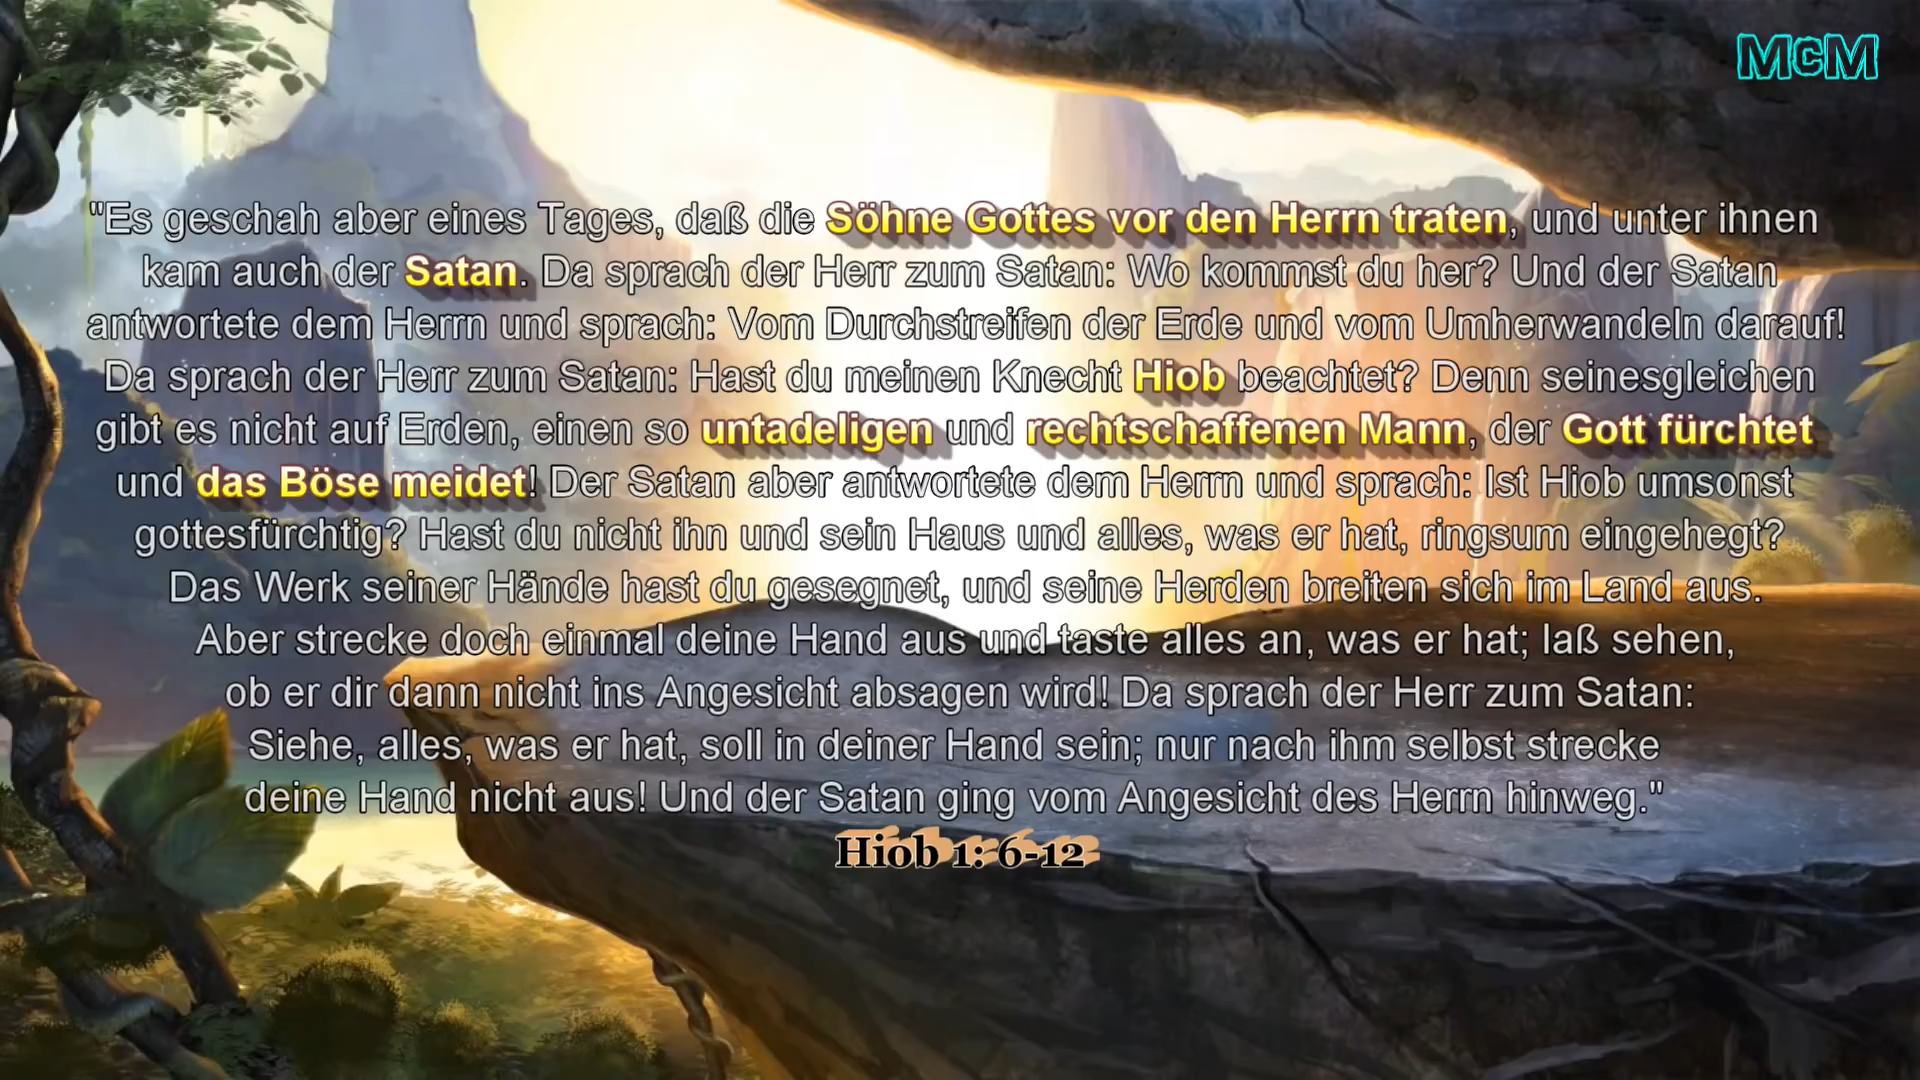 McM
"Es geschah aber eines Tages, daß die Söhne Gottes vor den Herrn traten, und unter ihnen
kam auch der Satan. Da sprach der Herr zum Satan: Wo kommst du her? Und der Satan
antwortete dem Herrn und sprach: Vom Durchstreifen der Erde und vom Umherwandeln darauf!
Da sprach der Herr zum Satan: Hast du meinen Knecht Hiob beachtet? Denn seinesgleichen
gibt es nicht auf Erden, einen so untadeligen und rechtschaffenen Mann, der Gott fürchtet
und das Böse meidet! Der Satan aber antwortete dem Herrn und sprach: Ist Hiob umsonst
gottesfürchtig? Hast du nicht ihn und sein Haus und alles, was er hat, ringsum eingehegt?
Das Werk seiner Hände hast du gesegnet, und seine Herden breiten sich im Land aus.
Aber strecke doch einmal deine Hand aus und taste alles an, was er hat; laß sehen,
ob er dir dann nicht ins Angesicht absagen wird! Da sprach der Herr zum Satan:
Siehe, alles, was er hat, soll in deiner Hand sein; nur nach ihm selbst strecke
deine Hand nicht aus! Und der Satan ging vom Angesicht des Herrn hinweg."
Hiob 1: 6-12